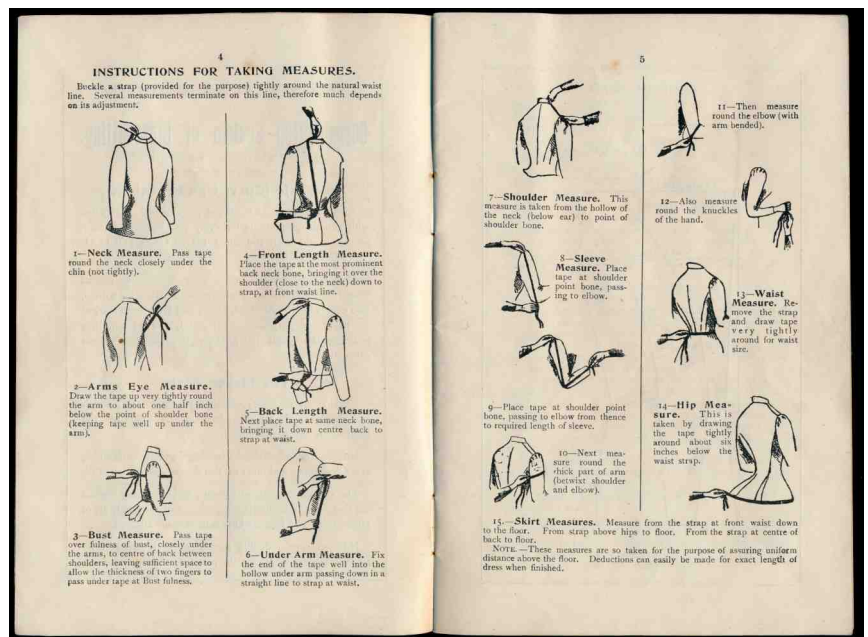 4
INSTRUCTIONS FOR TAKING MEASURES.
Buckle a strap (provided for the purpose) tightly around the natural waist
line. Several measurements terminate on this line, therefore much depends
on its adjustment.
1—Neck Measure. Pass tape
round the neck closely under the
chin (not tightly).
2—Arms Eye Measure.
Draw the tape up very tightly round
the arm to about one half inch
below the point of shoulder bone
(keeping tape well up under the
arm).
3—Bust Measure. Pass tape
over fulness of bust, closely under
the arms, to centre of back between
shoulders, leaving sufficient space to
allow the thickness of two fingers to
pass under tape at Bust fulness.
4—Front Length Measure.
Place the tape at the most prominent
back neck bone, bringing it over the
shoulder (close to the neck) down to
strap, at front waist line.
5—Back Length Measure.
Next place tape at same neck bone,
bringing it down centre back to
strap at waist.
6—Under Arm Measure. Fix
the end of the tape well into the
hollow under arm passing down in a
straight line to strap at waist.
5
7—Shoulder Measure. This
measure is taken from the hollow of
the neck (below ear) to point of
shoulder bone.
8—Sleeve
Measure. Place
tape at shoulder
point bone, pass-
ing to elbow.
9—Place tape at shoulder point
bone, passing to elbow from thence
to required length of sleeve.
10—Next mea-
sure round the
thick part of arm
(betwixt shoulder
and elbow).
11—Then measure
round the elbow (with
arm bended).
12—Also measure
round the knuckles
of the hand.
13—Waist
Measure. Re-
move the strap
and draw tape
very tightly
around for waist
size.
14—Hip Mea-
sure. This is
taken by drawing
the tape tightly
around about six
inches below the
waist strap.
15.—Skirt Measures. Measure from the strap at front waist down
to the floor. From strap above hips to floor. From the strap at centre of
back to floor.
NOTE.—These measures are so taken for the purpose of assuring uniform
distance above the floor. Deductions can easily be made for exact length of
dress when finished.